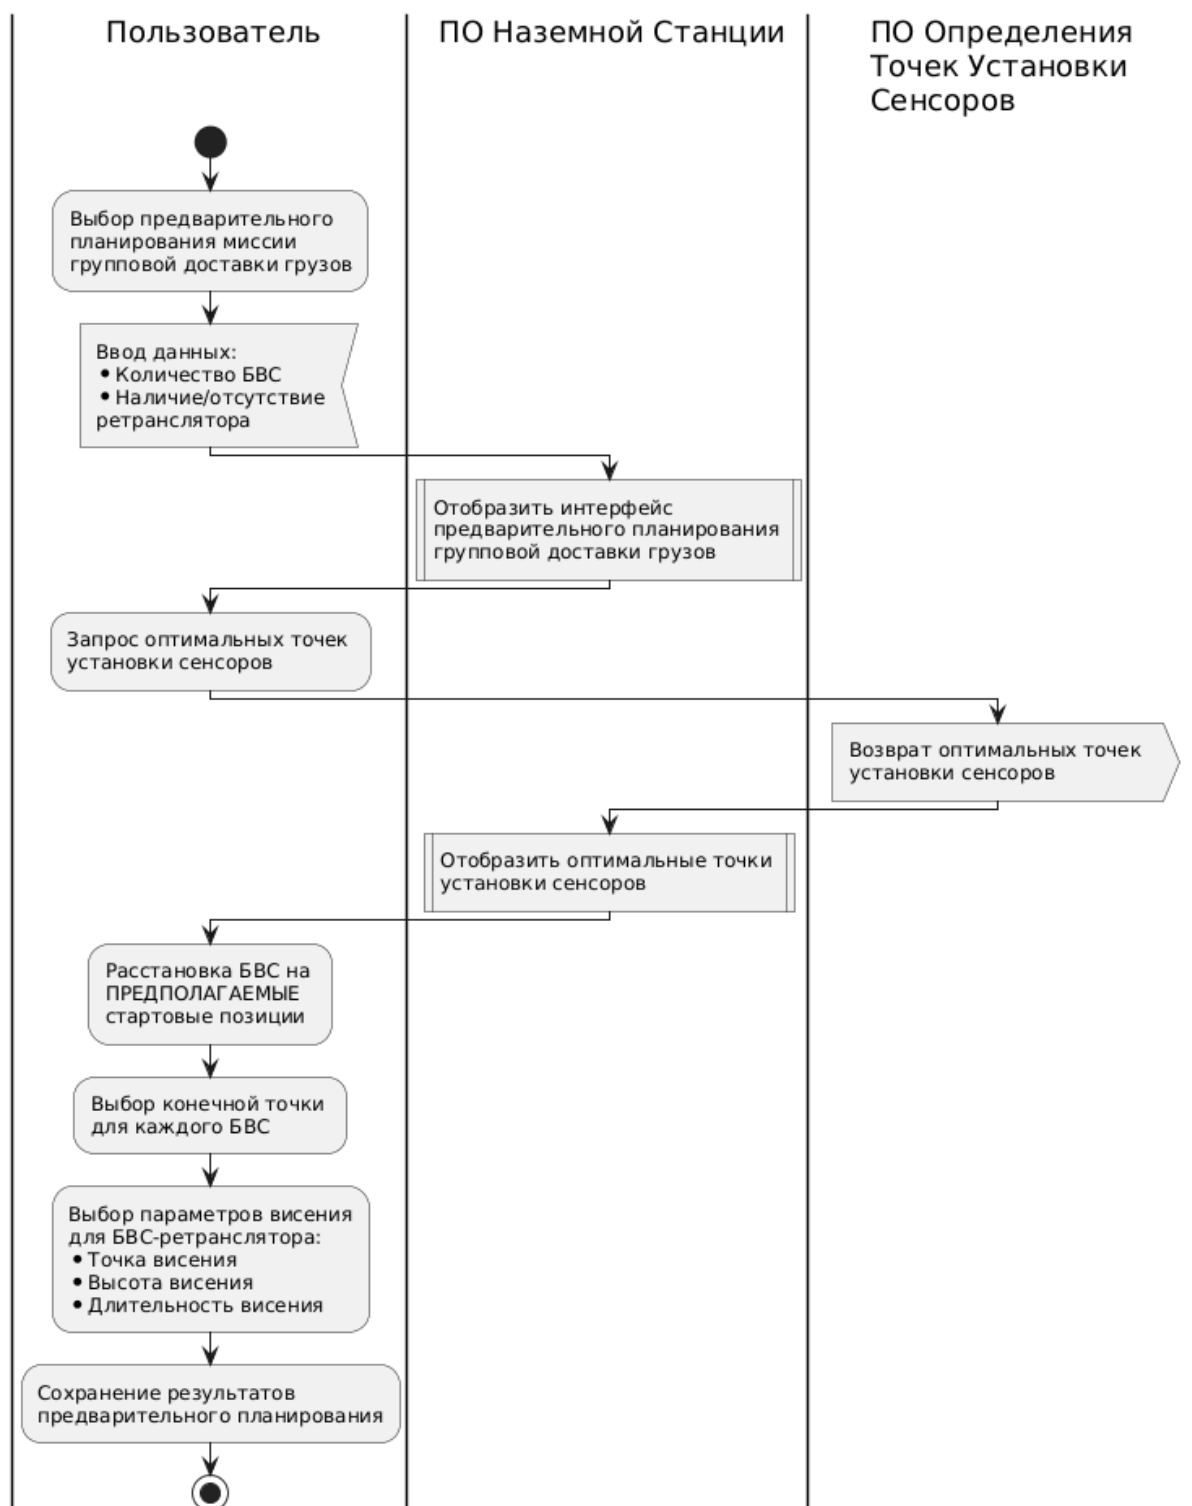 Пользователь
ПО Наземной Станции
ПО Определения
Точек Установки
Сенсоров
Выбор предварительного
планирования миссии
групповой доставки грузов
Ввод данных:
• Количество БВС
• Наличие/отсутствие
ретранслятора
Отобразить интерфейс
предварительного планирования
групповой доставки грузов
Запрос оптимальных точек
установки сенсоров
Возврат оптимальных точек
установки сенсоров
Отобразить оптимальные точки
установки сенсоров
Расстановка БВС на
ПРЕДПОЛАГАЕМЫЕ
стартовые позиции
Выбор конечной точки
для каждого БВС
Выбор параметров висения
для БВС-ретранслятора:
• Точка висения
• Высота висения
• Длительность висения
Сохранение результатов
предварительного планирования